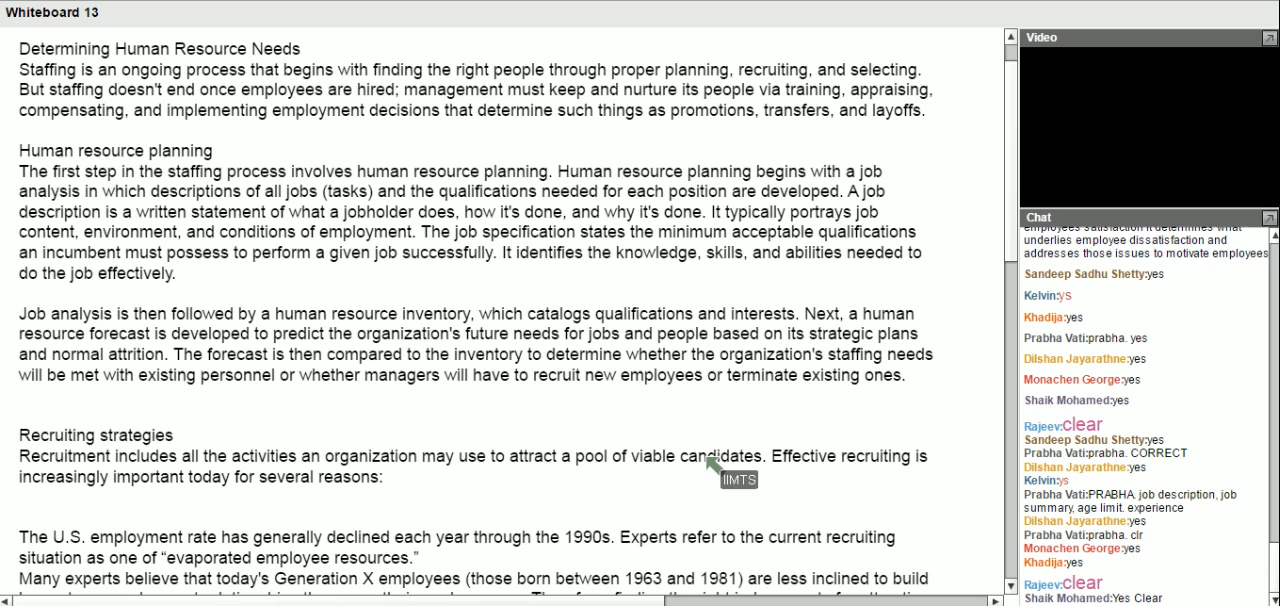 Whiteboard 13
Determining Human Resource Needs
Staffing is an ongoing process that begins with finding the right people through proper planning, recruiting, and selecting.
But staffing doesn't end once employees are hired; management must keep and nurture its people via training, appraising,
compensating, and implementing employment decisions that determine such things as promotions, transfers, and layoffs.
Human resource planning
The first step in the staffing process involves human resource planning. Human resource planning begins with a job
analysis in which descriptions of all jobs (tasks) and the qualifications needed for each position are developed. A job
description is a written statement of what a jobholder does, how it's done, and why it's done. It typically portrays job
content, environment, and conditions of employment. The job specification states the minimum acceptable qualifications
an incumbent must possess to perform a given job successfully. It identifies the knowledge, skills, and abilities needed to
do the job effectively.
Job analysis is then followed by a human resource inventory, which catalogs qualifications and interests. Next, a human
resource forecast is developed to predict the organization's future needs for jobs and people based on its strategic plans
and normal attrition. The forecast is then compared to the inventory to determine whether the organization's staffing needs
will be met with existing personnel or whether managers will have to recruit new employees or terminate existing ones.
Recruiting strategies
Recruitment includes all the activities an organization may use to attract a pool of viable candidates. Effective recruiting is
increasingly important today for several reasons:
IIMTS
The U.S. employment rate has generally declined each year through the 1990s. Experts refer to the current recruiting
situation as one of “evaporated employee resources.”
Many experts believe that today's Generation X employees (those born between 1963 and 1981) are less inclined to build
Video
Chat
employees satisfaction it determines what
underlies employee dissatisfaction and
addresses those issues to motivate employees
Sandeep Sadhu Shetty:yes
Kelvin:ys
Khadija:yes
Prabha Vati:prabha. yes
Dilshan Jayarathne:yes
Monachen George:yes
Shaik Mohamed:yes
Rajeev:clear
Sandeep Sadhu Shetty:yes
Prabha Vati:prabha. CORRECT
Dilshan Jayarathne:yes
Kelvin:ys
Prabha Vati:PRABHA. job description, job
summary, age limit. experience
Dilshan Jayarathne:yes
Prabha Vati:prabha. clr
Monachen George:yes
Khadija:yes
Rajeev:clear
Shaik Mohamed:Yes Clear